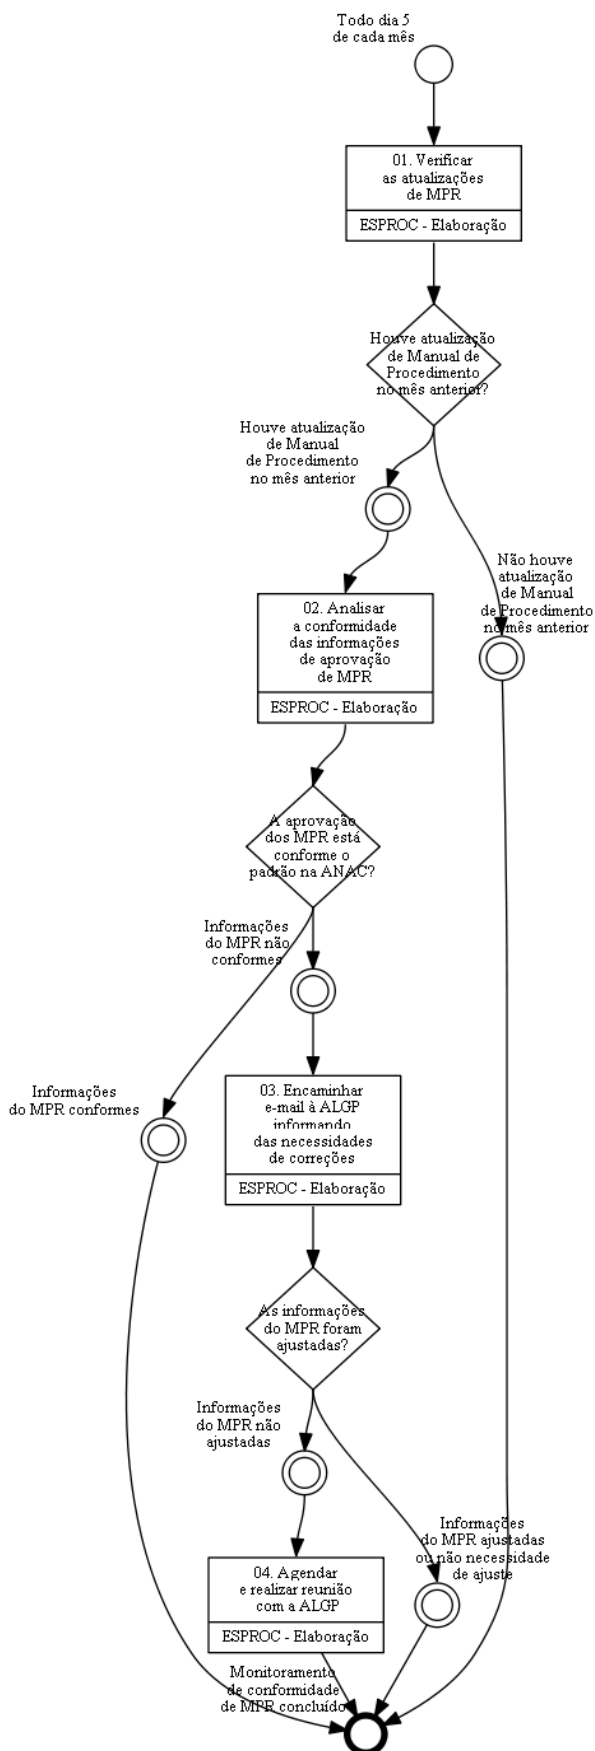 Todo dia 5
de cada mês
01. Verificar
as atualizações
de MPR
ESPROC - Elaboração
Houve atualização
de Manual de
Procedimento
no mês anterior?
Houve atualização
de Manual
de Procedimento
no mês anterior
Não houve
atualização
de Manual
de Procedimento
no mês anterior
02. Analisar
a conformidade
das informações
de aprovação
de MPR
ESPROC - Elaboração
A aprovação
dos MPR está
conforme o
padrão na ANAC?
Informações
do MPR não
conformes
Informações
do MPR conformes
03. Encaminhar
e-mail à ALGP
informando
das necessidades
de correções
ESPROC - Elaboração
As informações
do MPR foram
ajustadas?
Informações
do MPR não
ajustadas
Informações
do MPR ajustadas
ou não necessidade
de ajuste
04. Agendar
e realizar reunião
com a ALGP
ESPROC - Elaboração
Monitoramento
de conformidade
de MPR concluído